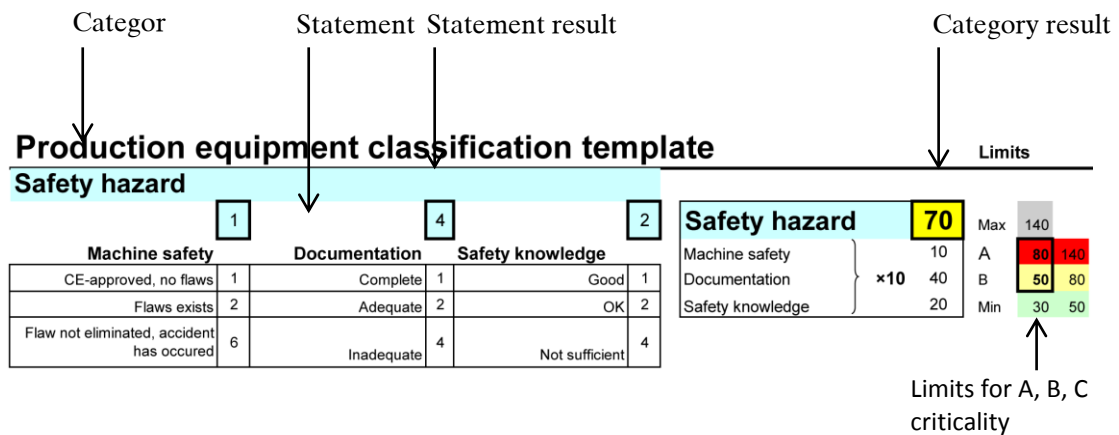 Categor Statement Statement result Category result
Production equipment classification template Limits
Safety hazard
1 4 2 Safety hazard 70 Max 140
Machine safety Documentation Safety knowledge Machine safety 10 A 80 140
CE-approved, no flaws 1 Complete 1 Good 1 Documentation ×10 40 B 50 80
Flaws exists 2 Adequate 2 OK 2 Safety knowledge 20 Min 30 50
Flaw not eliminated, accident
has occured 6 Inadequate 4 Not sufficient 4
Limits for A, B, C
criticality